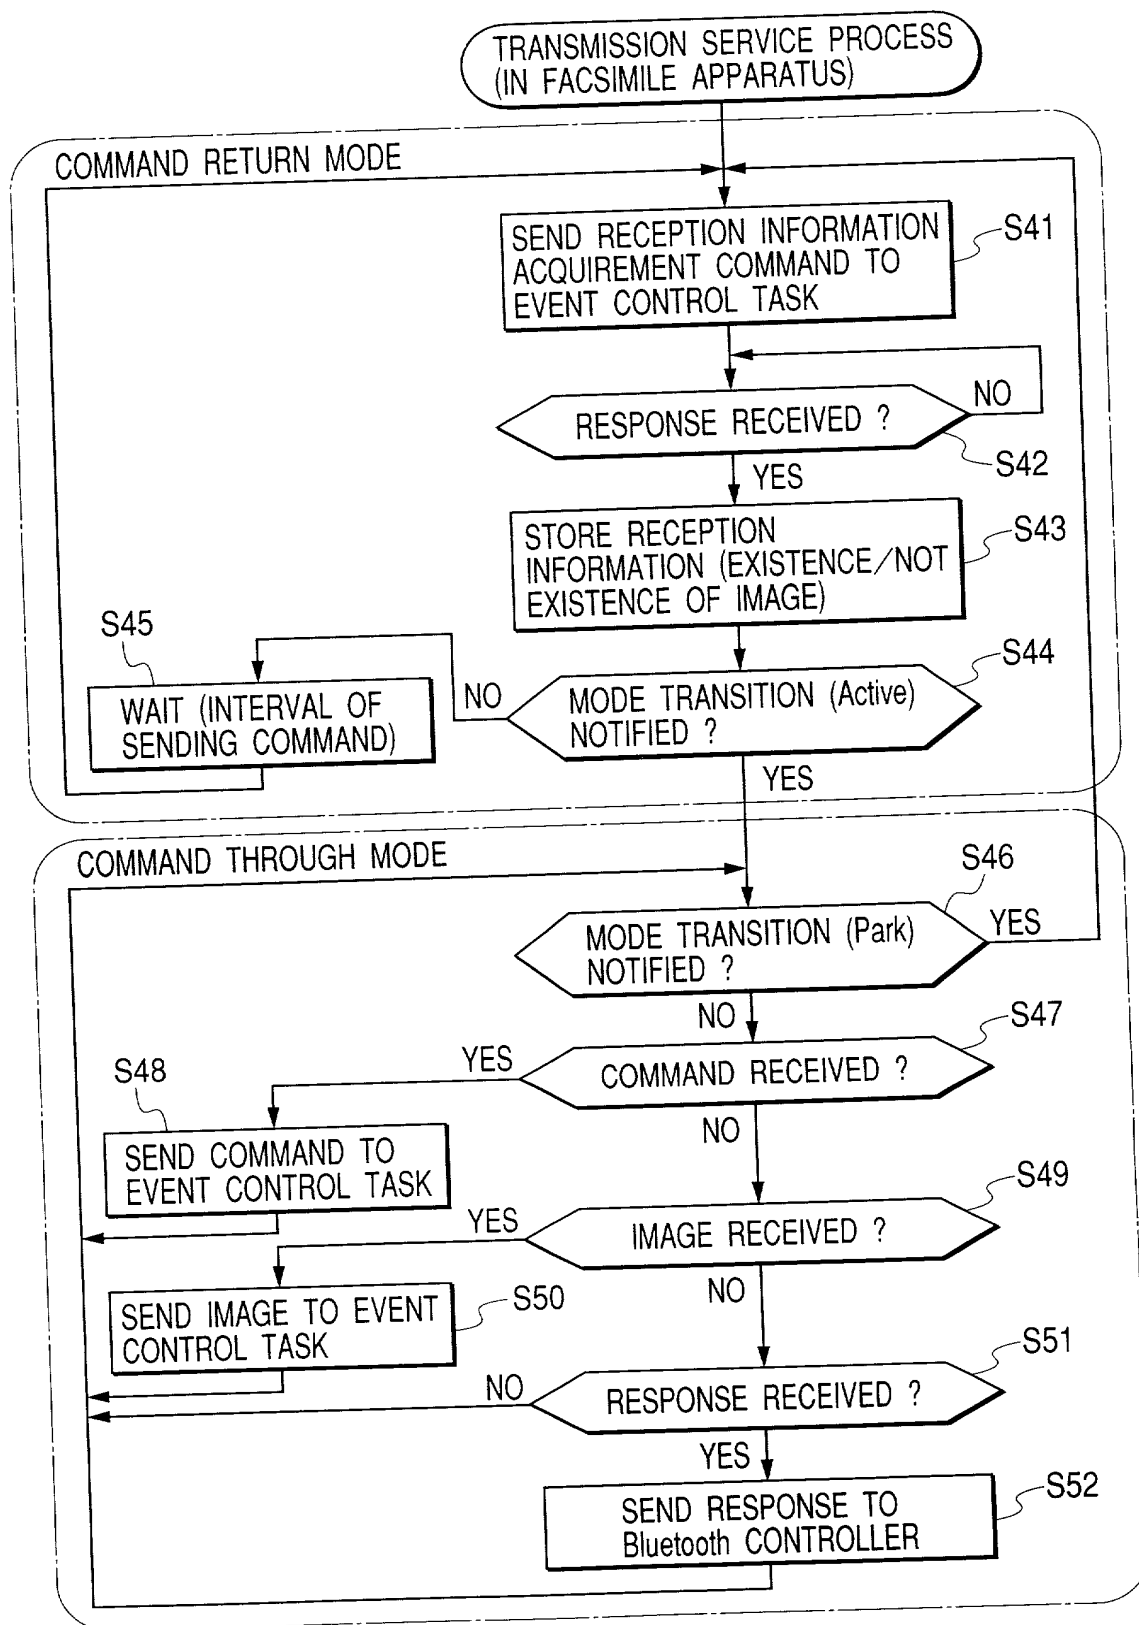 TRANSMISSION SERVICE PROCESS
(IN FACSIMILE APPARATUS)
COMMAND RETURN MODE
SEND RECEPTION INFORMATION
ACQUIREMENT COMMAND TO
EVENT CONTROL TASK
S41
RESPONSE RECEIVED ?
NO
S42
YES
STORE RECEPTION
INFORMATION (EXISTENCE/NOT
EXISTENCE OF IMAGE)
S43
S45
WAIT (INTERVAL OF
SENDING COMMAND)
NO
MODE TRANSITION (Active)
NOTIFIED ?
S44
YES
COMMAND THROUGH MODE
S46
MODE TRANSITION (Park)
NOTIFIED ?
YES
NO
S47
COMMAND RECEIVED ?
YES
S48
SEND COMMAND TO
EVENT CONTROL TASK
NO
S49
IMAGE RECEIVED ?
YES
SEND IMAGE TO EVENT
CONTROL TASK
S50
NO
S51
RESPONSE RECEIVED ?
NO
YES
SEND RESPONSE TO
Bluetooth CONTROLLER
S52